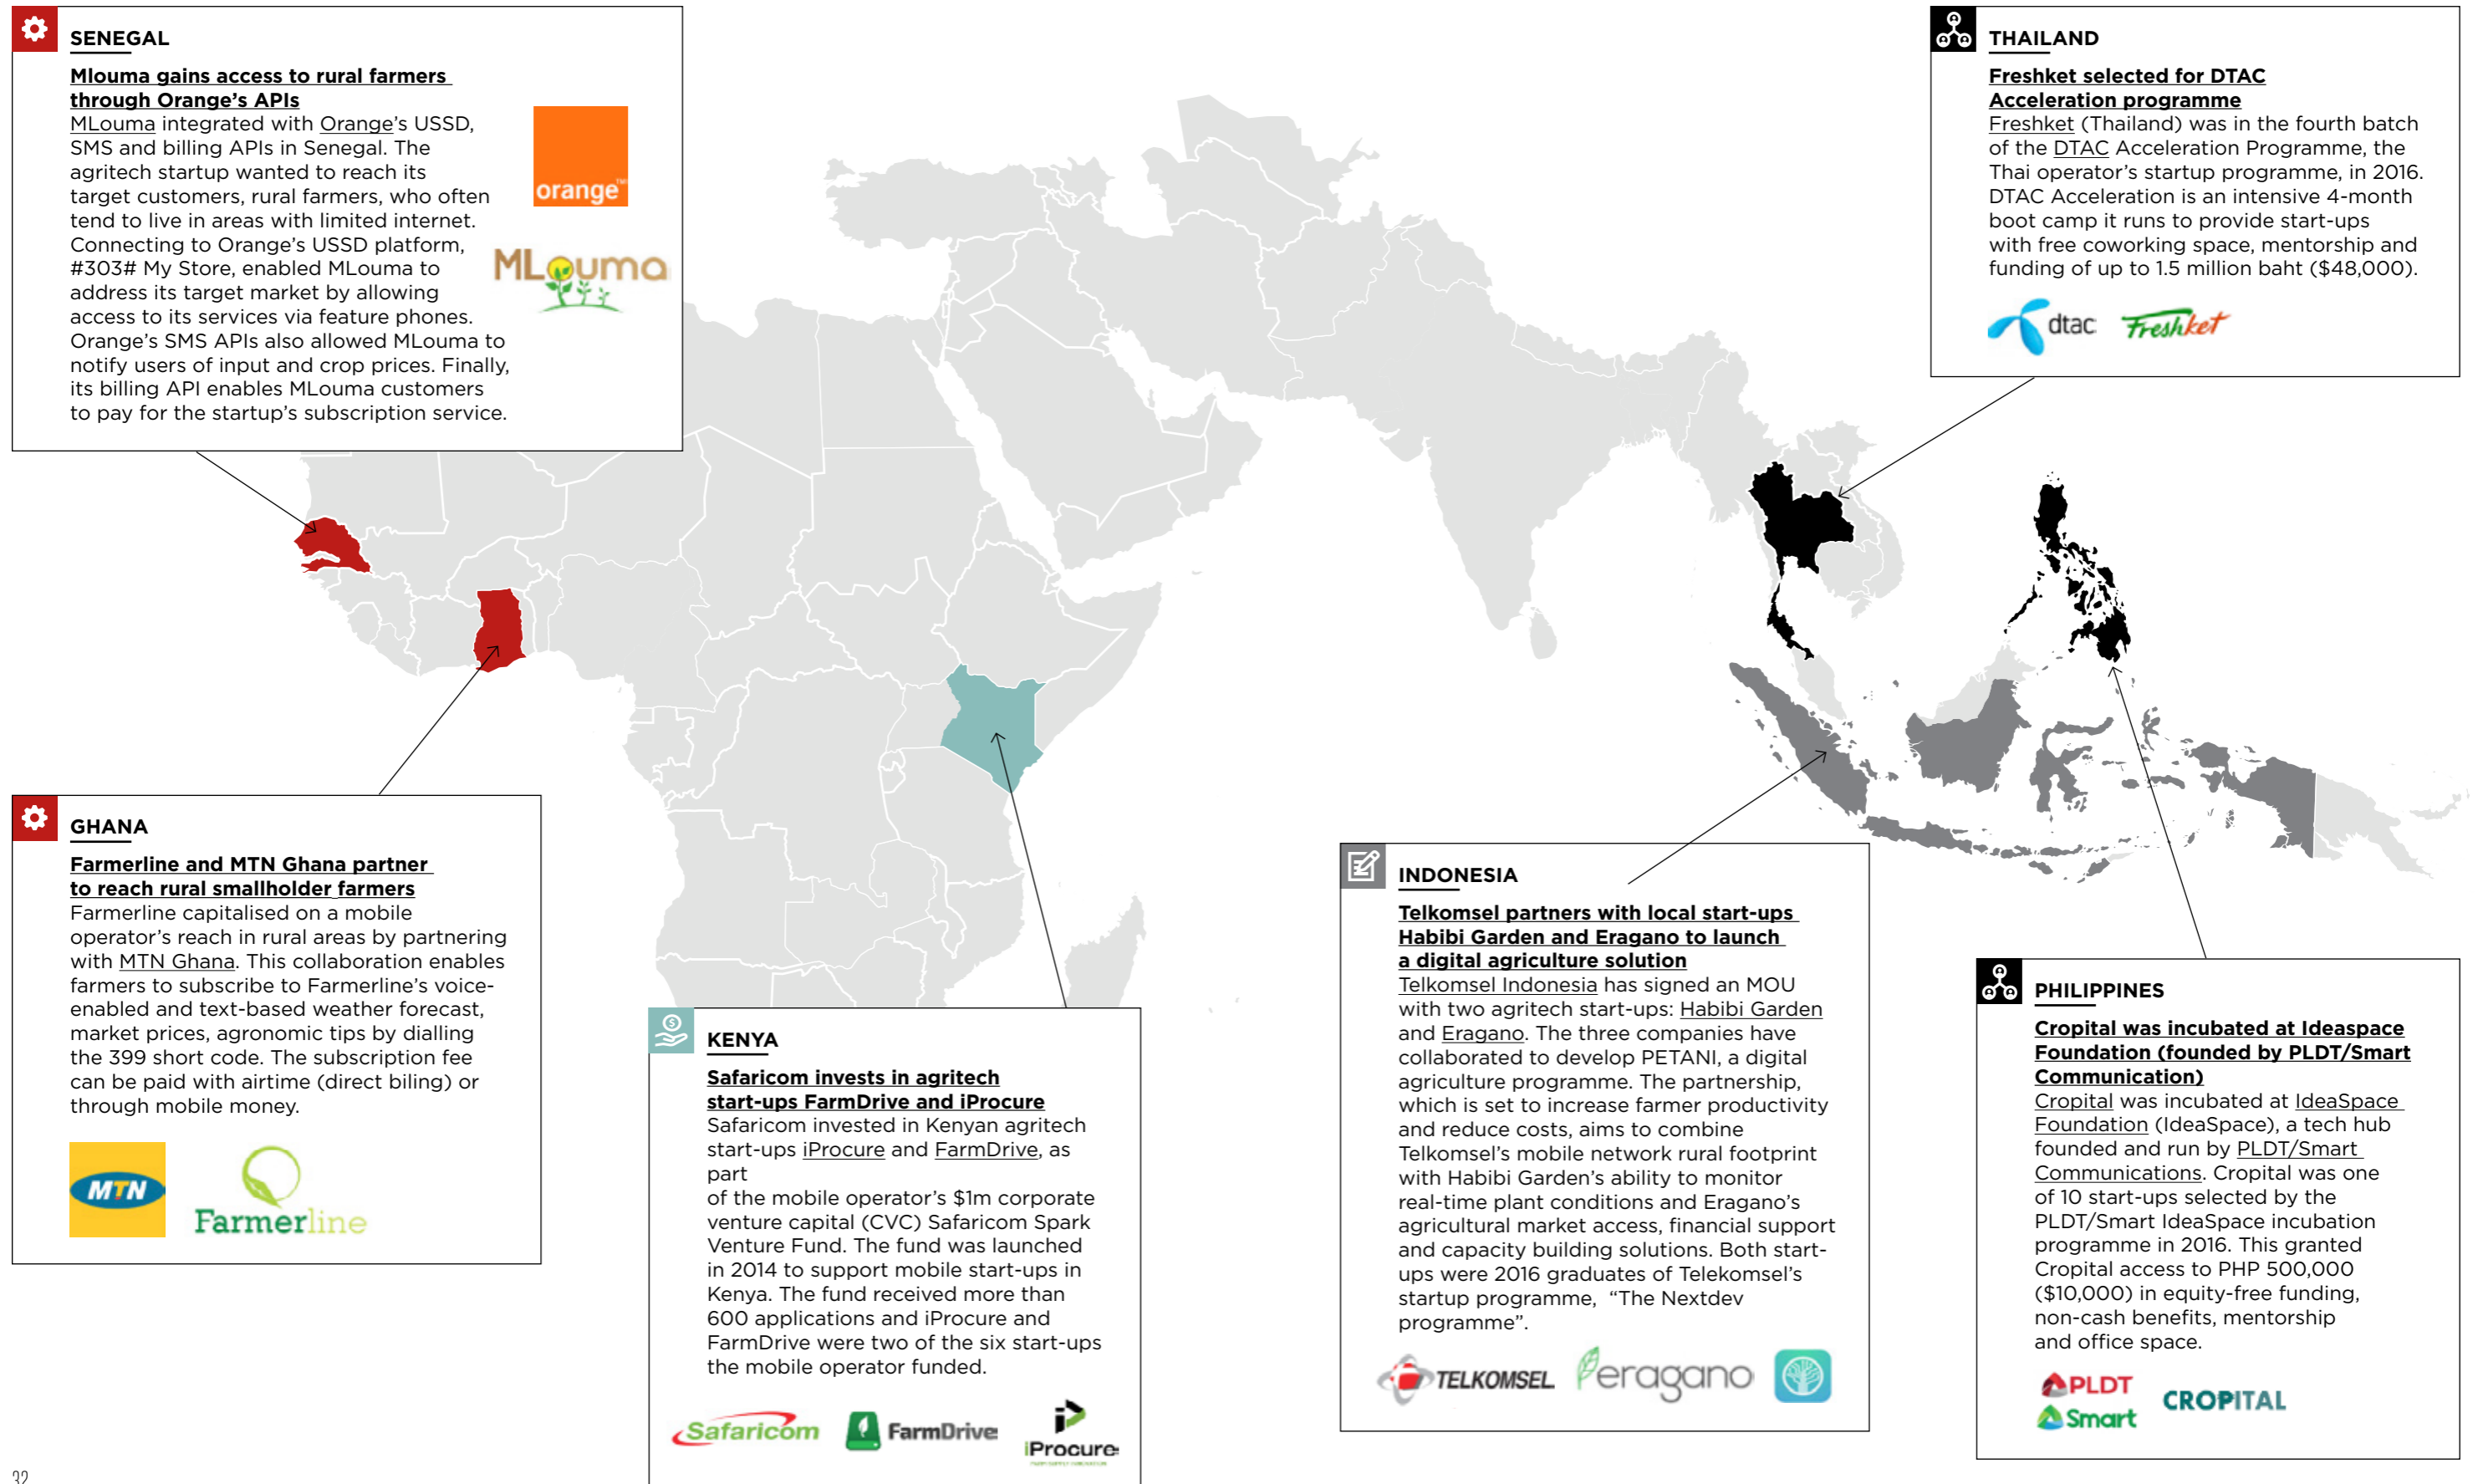 SENEGAL
Mlouma gains access to rural farmers
through Orange's APIs
MLouma integrated with Orange's USSD,
SMS and billing APIs in Senegal. The
agritech startup wanted to reach its
target customers, rural farmers, who often
tend to live in areas with limited internet.
Connecting to Orange's USSD platform,
#303# My Store, enabled MLouma to
address its target market by allowing
access to its services via feature phones.
Orange's SMS APIs also allowed MLouma to
notify users of input and crop prices. Finally,
its billing API enables MLouma customers
to pay for the startup's subscription service.
orange™
MLouma
THAILAND
Freshket selected for DTAC
Acceleration programme
Freshket (Thailand) was in the fourth batch
of the DTAC Acceleration Programme, the
Thai operator's startup programme, in 2016.
DTAC Acceleration is an intensive 4-month
boot camp it runs to provide start-ups
with free coworking space, mentorship and
funding of up to 1.5 million baht ($48,000).
dtac
Freshket
GHANA
Farmerline and MTN Ghana partner
to reach rural smallholder farmers
Farmerline capitalised on a mobile
operator's reach in rural areas by partnering
with MTN Ghana. This collaboration enables
farmers to subscribe to Farmerline's voice-
enabled and text-based weather forecast,
market prices, agronomic tips by dialling
the 399 short code. The subscription fee
can be paid with airtime (direct biling) or
through mobile money.
MTN
Farmerline
KENYA
Safaricom invests in agritech
start-ups FarmDrive and iProcure
Safaricom invested in Kenyan agritech
start-ups iProcure and FarmDrive, as
part
of the mobile operator's $1m corporate
venture capital (CVC) Safaricom Spark
Venture Fund. The fund was launched
in 2014 to support mobile start-ups in
Kenya. The fund received more than
600 applications and iProcure and
FarmDrive were two of the six start-ups
the mobile operator funded.
Safaricom
FarmDrive
iProcure
INDONESIA
Telkomsel partners with local start-ups
Habibi Garden and Eragano to launch
a digital agriculture solution
Telkomsel Indonesia has signed an MOU
with two agritech start-ups: Habibi Garden
and Eragano. The three companies have
collaborated to develop PETANI, a digital
agriculture programme. The partnership,
which is set to increase farmer productivity
and reduce costs, aims to combine
Telkomsel's mobile network rural footprint
with Habibi Garden's ability to monitor
real-time plant conditions and Eragano's
agricultural market access, financial support
and capacity building solutions. Both start-
ups were 2016 graduates of Telekomsel's
startup programme, "The Nextdev
programme".
TELKOMSEL
eragano
PHILIPPINES
Cropital was incubated at Ideaspace
Foundation (founded by PLDT/Smart
Communication)
Cropital was incubated at IdeaSpace
Foundation (IdeaSpace), a tech hub
founded and run by PLDT/Smart
Communications. Cropital was one
of 10 start-ups selected by the
PLDT/Smart IdeaSpace incubation
programme in 2016. This granted
Cropital access to PHP 500,000
($10,000) in equity-free funding,
non-cash benefits, mentorship
and office space.
PLDT
Smart
CROPITAL
32